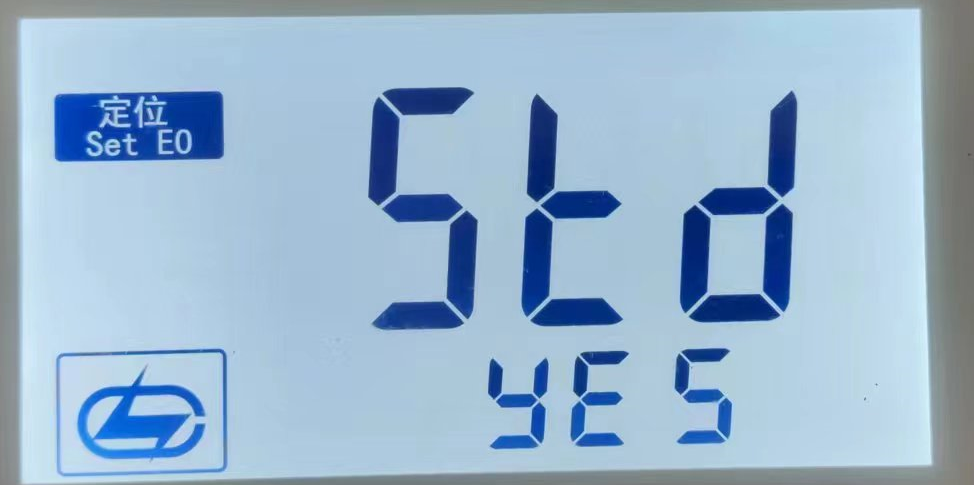 定位
Set E0
Std
YES